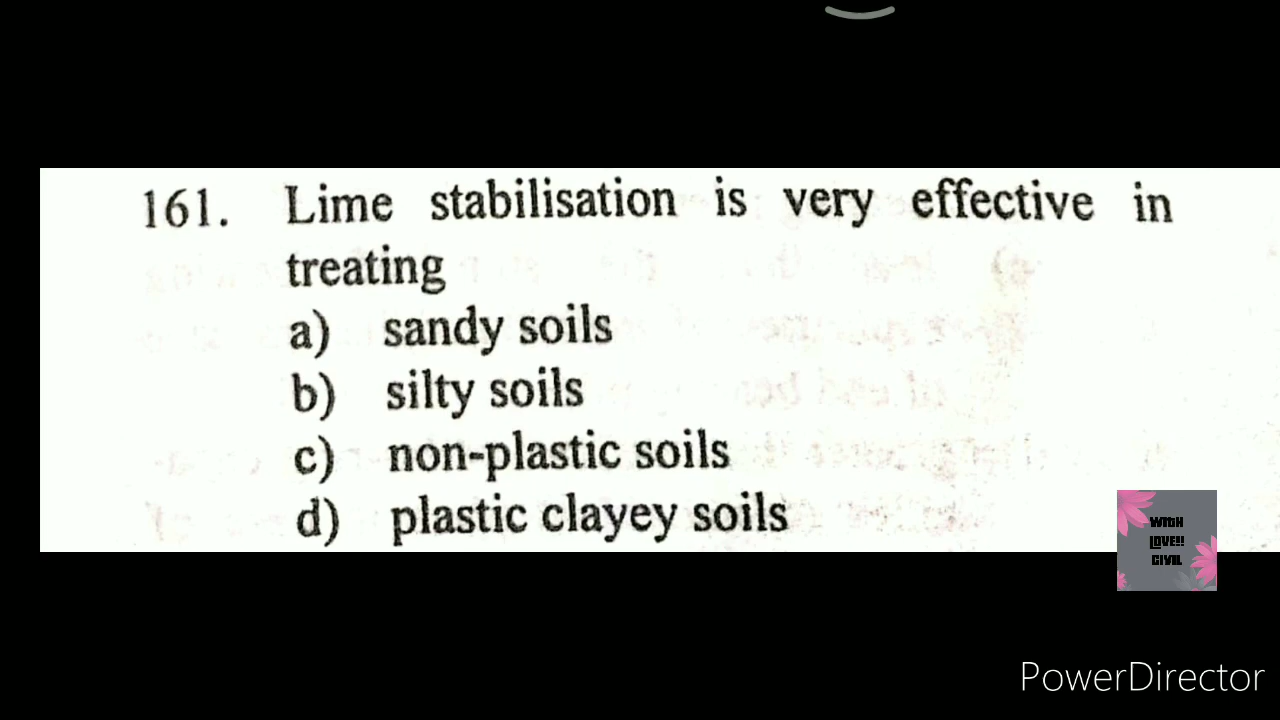 161. Lime stabilisation is very effective in
treating
a) sandy soils
b) silty soils
c) non-plastic soils
d) plastic clayey soils
WITH
LOVE!!
CIVIL
PowerDirector